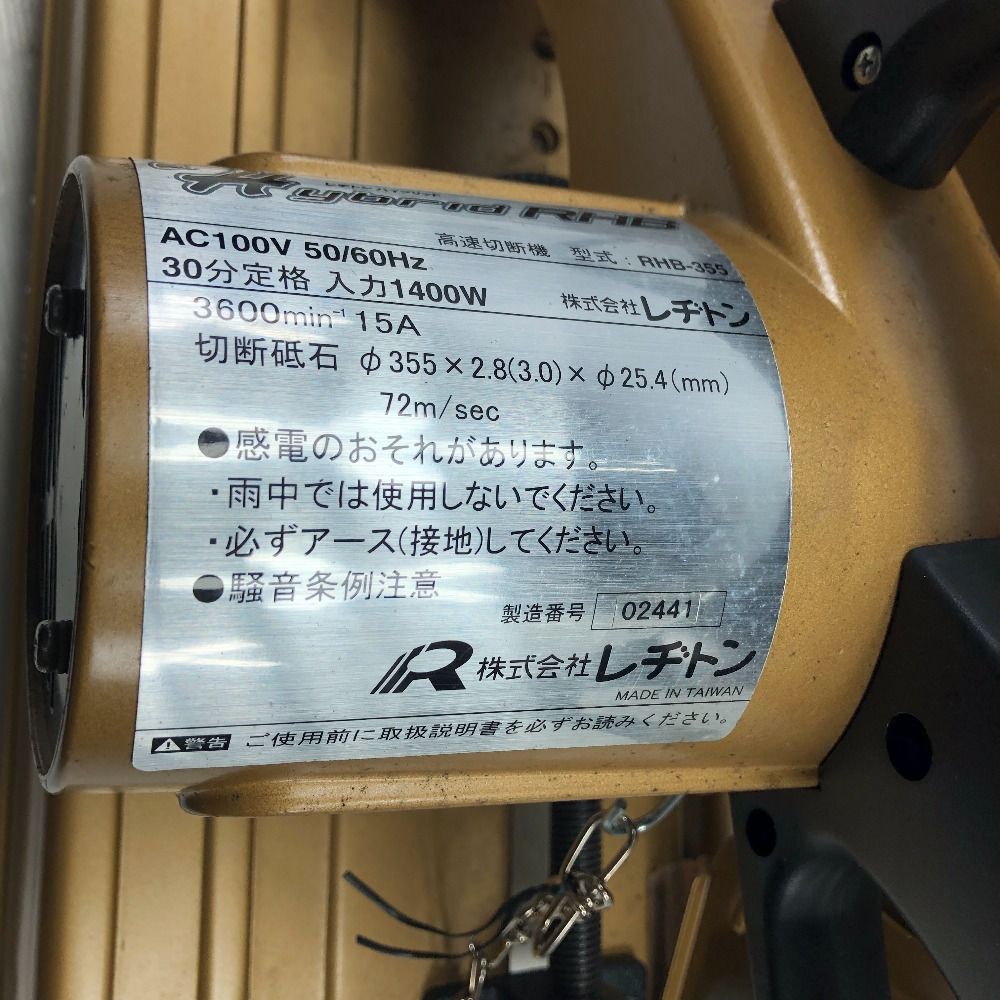 Hybrid RHB
高速切断機 型式：RHB-355
AC100V 50/60Hz
30分定格 入力1400W
株式会社レヂトン
3600min⁻¹ 15A
切断砥石 φ355×2.8(3.0)×φ25.4(mm)
72m/sec
●感電のおそれがあります。
・雨中では使用しないでください。
・必ずアース(接地)してください。
●騒音条例注意
製造番号 02441
R 株式会社レヂトン
MADE IN TAIWAN
警告 ご使用前に取扱説明書を必ずお読みください。